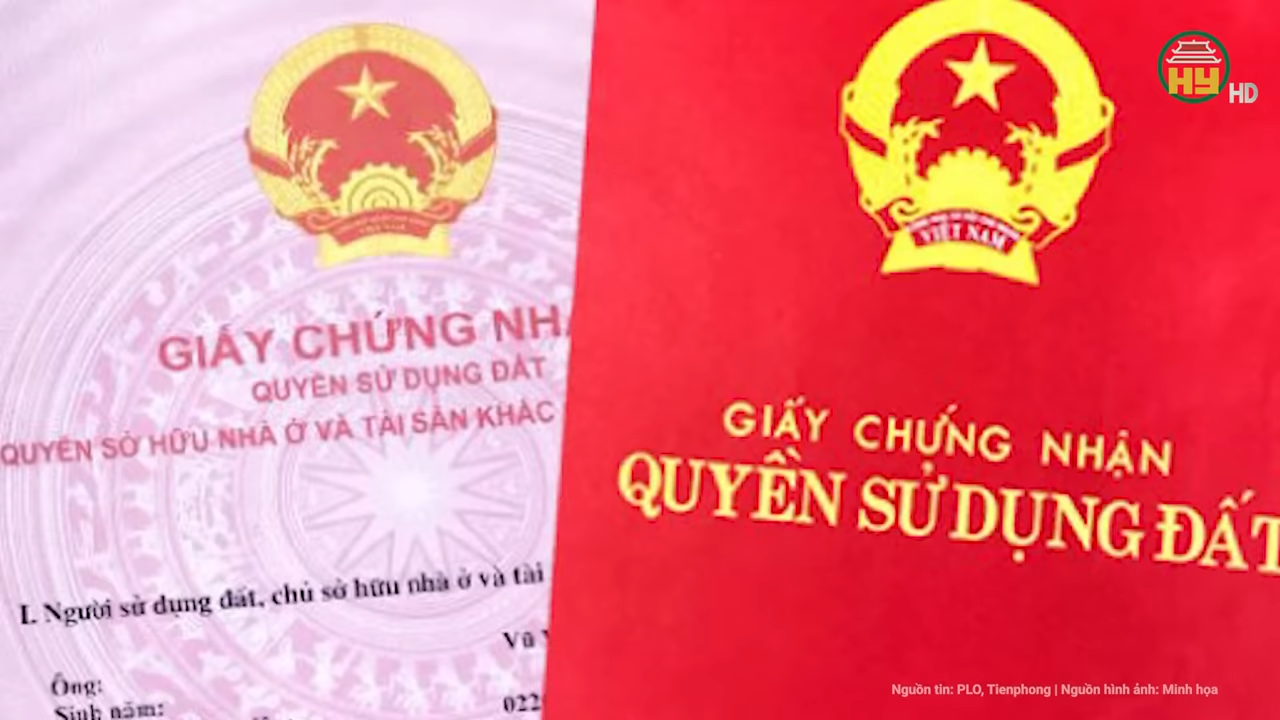 GIẤY CHỨNG
QUYỀN SỬ DỤNG ĐẤT
QUYỀN SỞ HỮU NHÀ Ở VÀ TÀI SẢN KHÁC
I. Người sử dụng đất, chủ sở hữu nhà ở và tài
Vũ
Ông:
Sinh năm:
022
VIỆT NAM
GIẤY CHỨNG NHẬN
QUYỀN SỬ DỤNG ĐẤT
HY HD
Nguồn tin: PLO, Tienphong | Nguồn hình ảnh: Minh họa